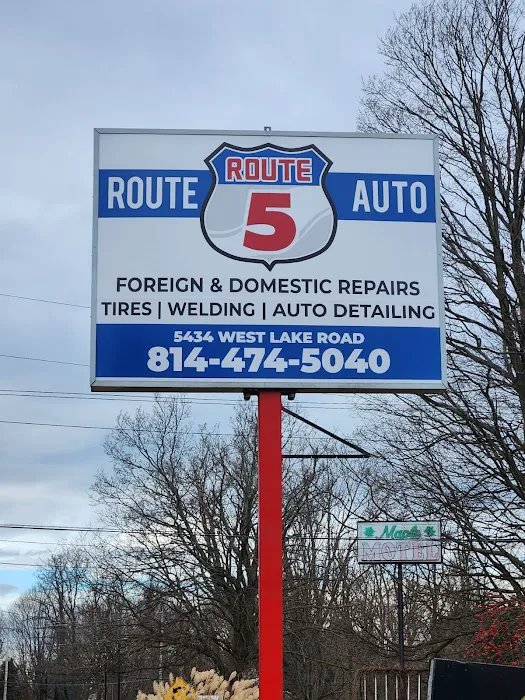 ROUTE
ROUTE
5
AUTO
FOREIGN & DOMESTIC REPAIRS
TIRES | WELDING | AUTO DETAILING
5434 WEST LAKE ROAD
814-474-5040
Maple
MOTEL